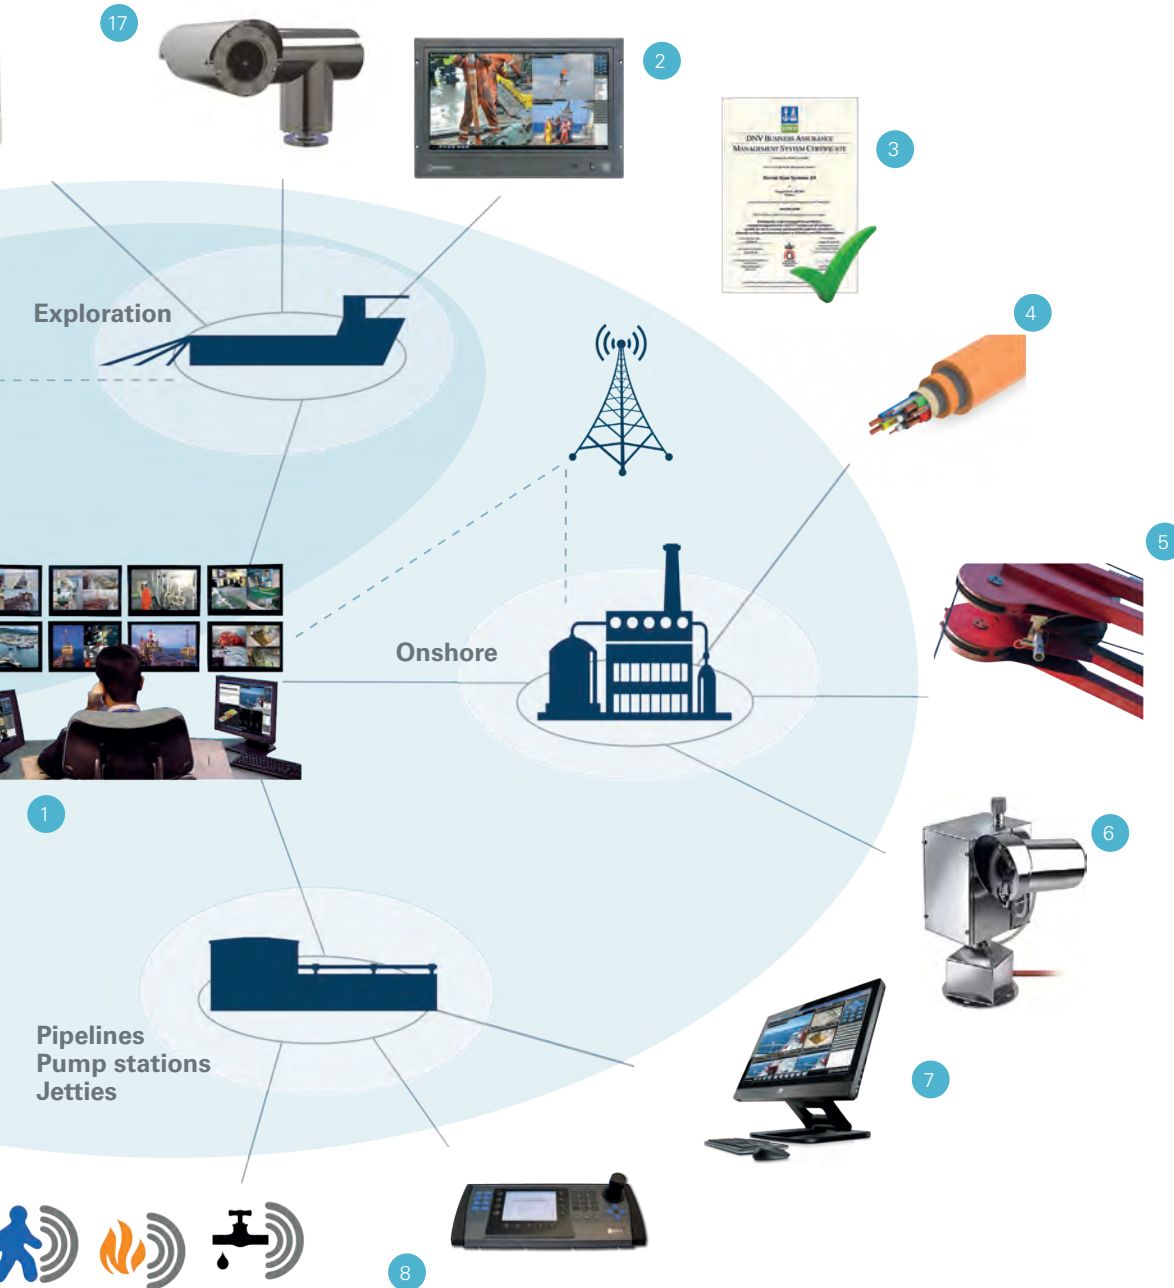 17
2
DNV BUSINESS ASSURANCE
MANAGEMENT SYSTEM CERTIFICATE
3
Exploration
4
5
Onshore
1
6
Pipelines
Pump stations
Jetties
7
8